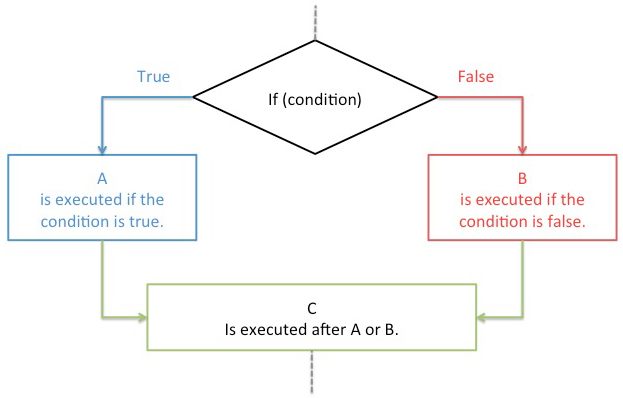 True
False
If (condition)
A
is executed if the
condition is true.
B
is executed if the
condition is false.
C
Is executed after A or B.